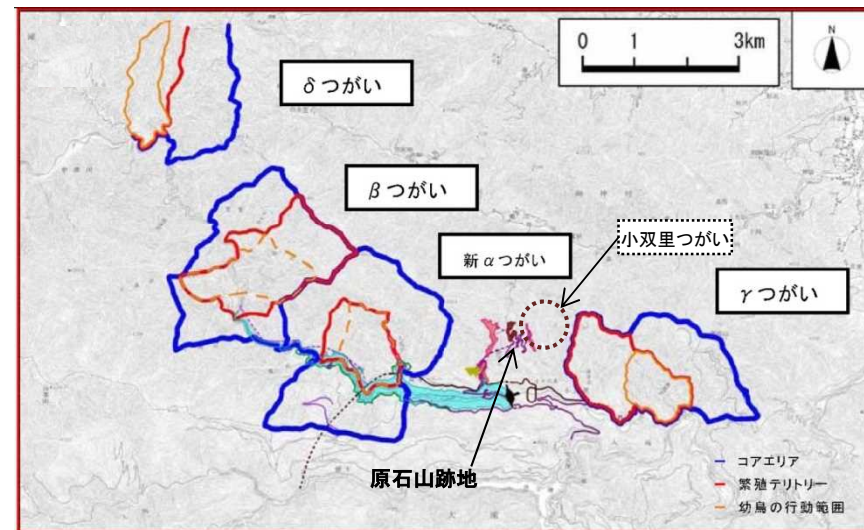 0 1 3km
N
δつがい
βつがい
小双里つがい
新αつがい
γつがい
原石山跡地
コアエリア
繁殖テリトリー
幼鳥の行動範囲